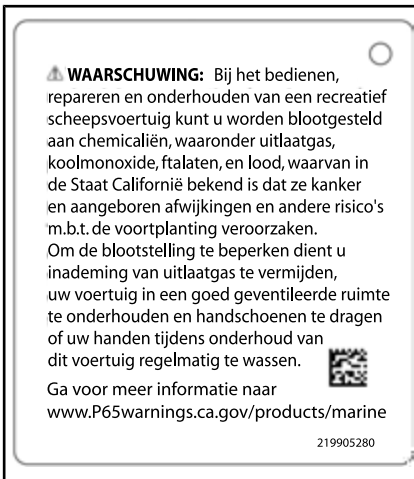 ⚠ WAARSCHUWING: Bij het bedienen,
repareren en onderhouden van een recreatief
scheepsvoertuig kunt u worden blootgesteld
aan chemicaliën, waaronder uitlaatgas,
koolmonoxide, ftalaten, en lood, waarvan in
de Staat Californië bekend is dat ze kanker
en aangeboren afwijkingen en andere risico's
m.b.t. de voortplanting veroorzaken.
Om de blootstelling te beperken dient u
inademing van uitlaatgas te vermijden,
uw voertuig in een goed geventileerde ruimte
te onderhouden en handschoenen te dragen
of uw handen tijdens onderhoud van
dit voertuig regelmatig te wassen.
Ga voor meer informatie naar
www.P65warnings.ca.gov/products/marine
219905280